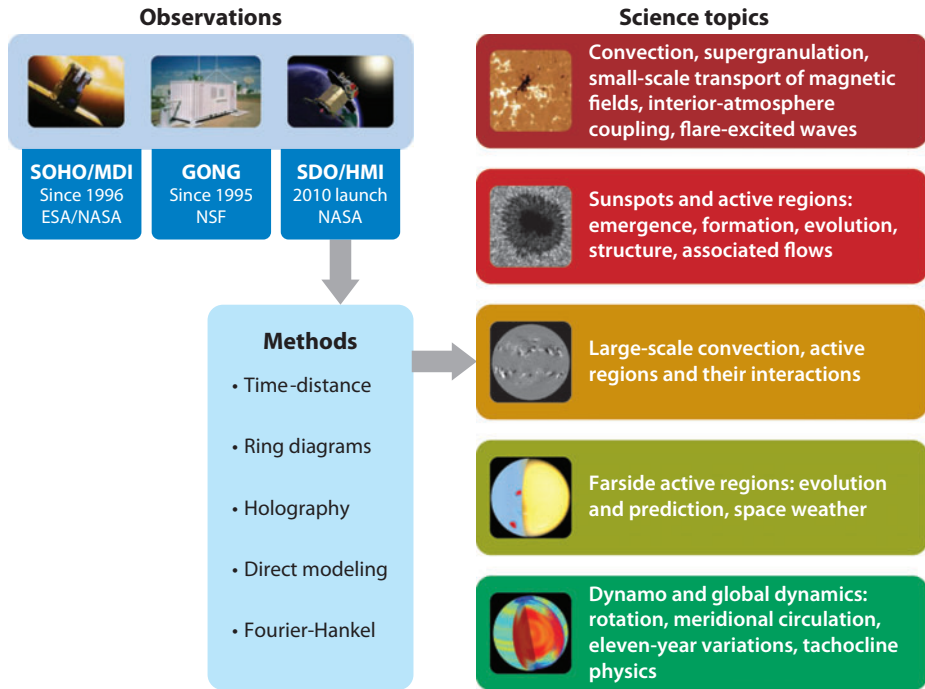 Observations
SOHO/MDI
Since 1996
ESA/NASA
GONG
Since 1995
NSF
SDO/HMI
2010 launch
NASA
Methods
• Time-distance
• Ring diagrams
• Holography
• Direct modeling
• Fourier-Hankel
Science topics
Convection, supergranulation,
small-scale transport of magnetic
fields, interior-atmosphere
coupling, flare-excited waves
Sunspots and active regions:
emergence, formation, evolution,
structure, associated flows
Large-scale convection, active
regions and their interactions
Farside active regions: evolution
and prediction, space weather
Dynamo and global dynamics:
rotation, meridional circulation,
eleven-year variations, tachocline
physics